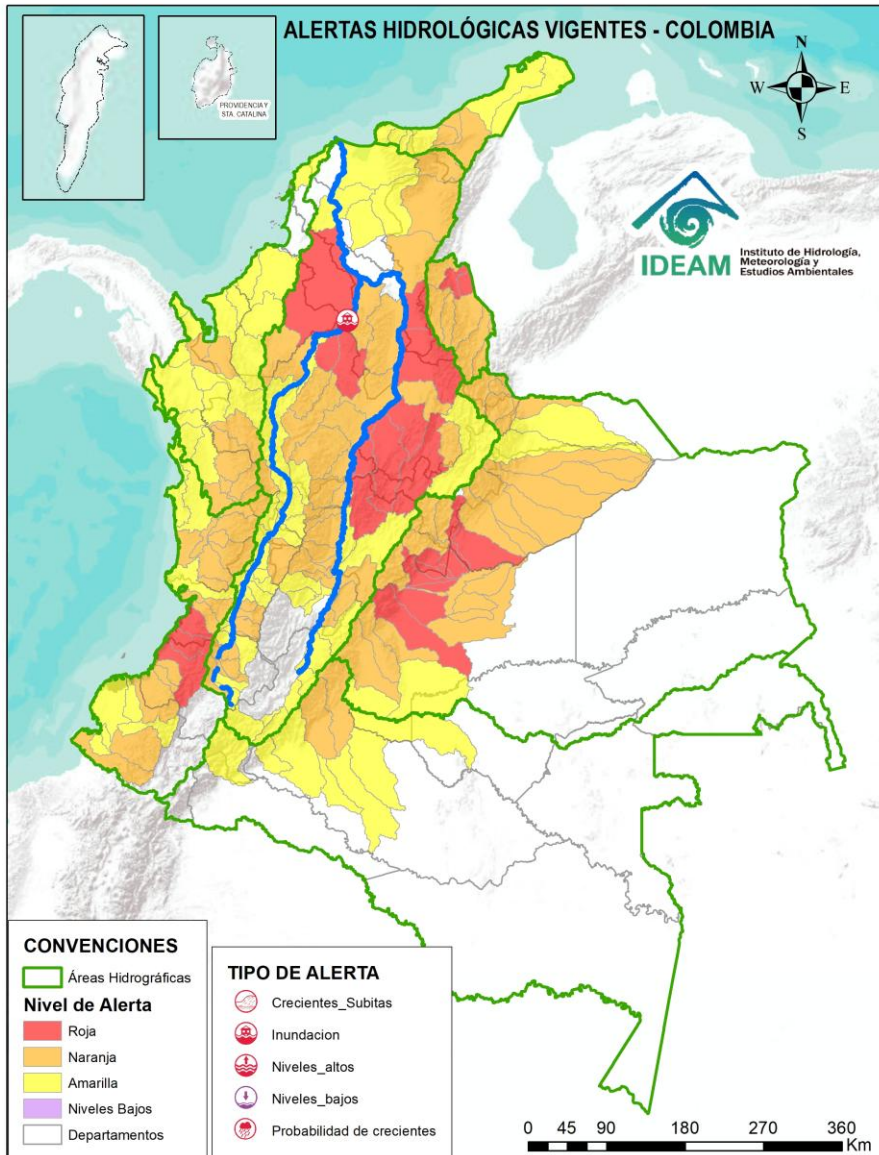 ALERTAS HIDROLÓGICAS VIGENTES - COLOMBIA
PROVIDENCIA Y
STA. CATALINA
N
W
E
S
IDEAM
Instituto de Hidrología,
Meteorología y
Estudios Ambientales
CONVENCIONES
Áreas Hidrográficas
Nivel de Alerta
Roja
Naranja
Amarilla
Niveles Bajos
Departamentos
TIPO DE ALERTA
Crecientes_Subitas
Inundacion
Niveles_altos
Niveles_bajos
Probabilidad de crecientes
0 45 90 180 270 360
Km